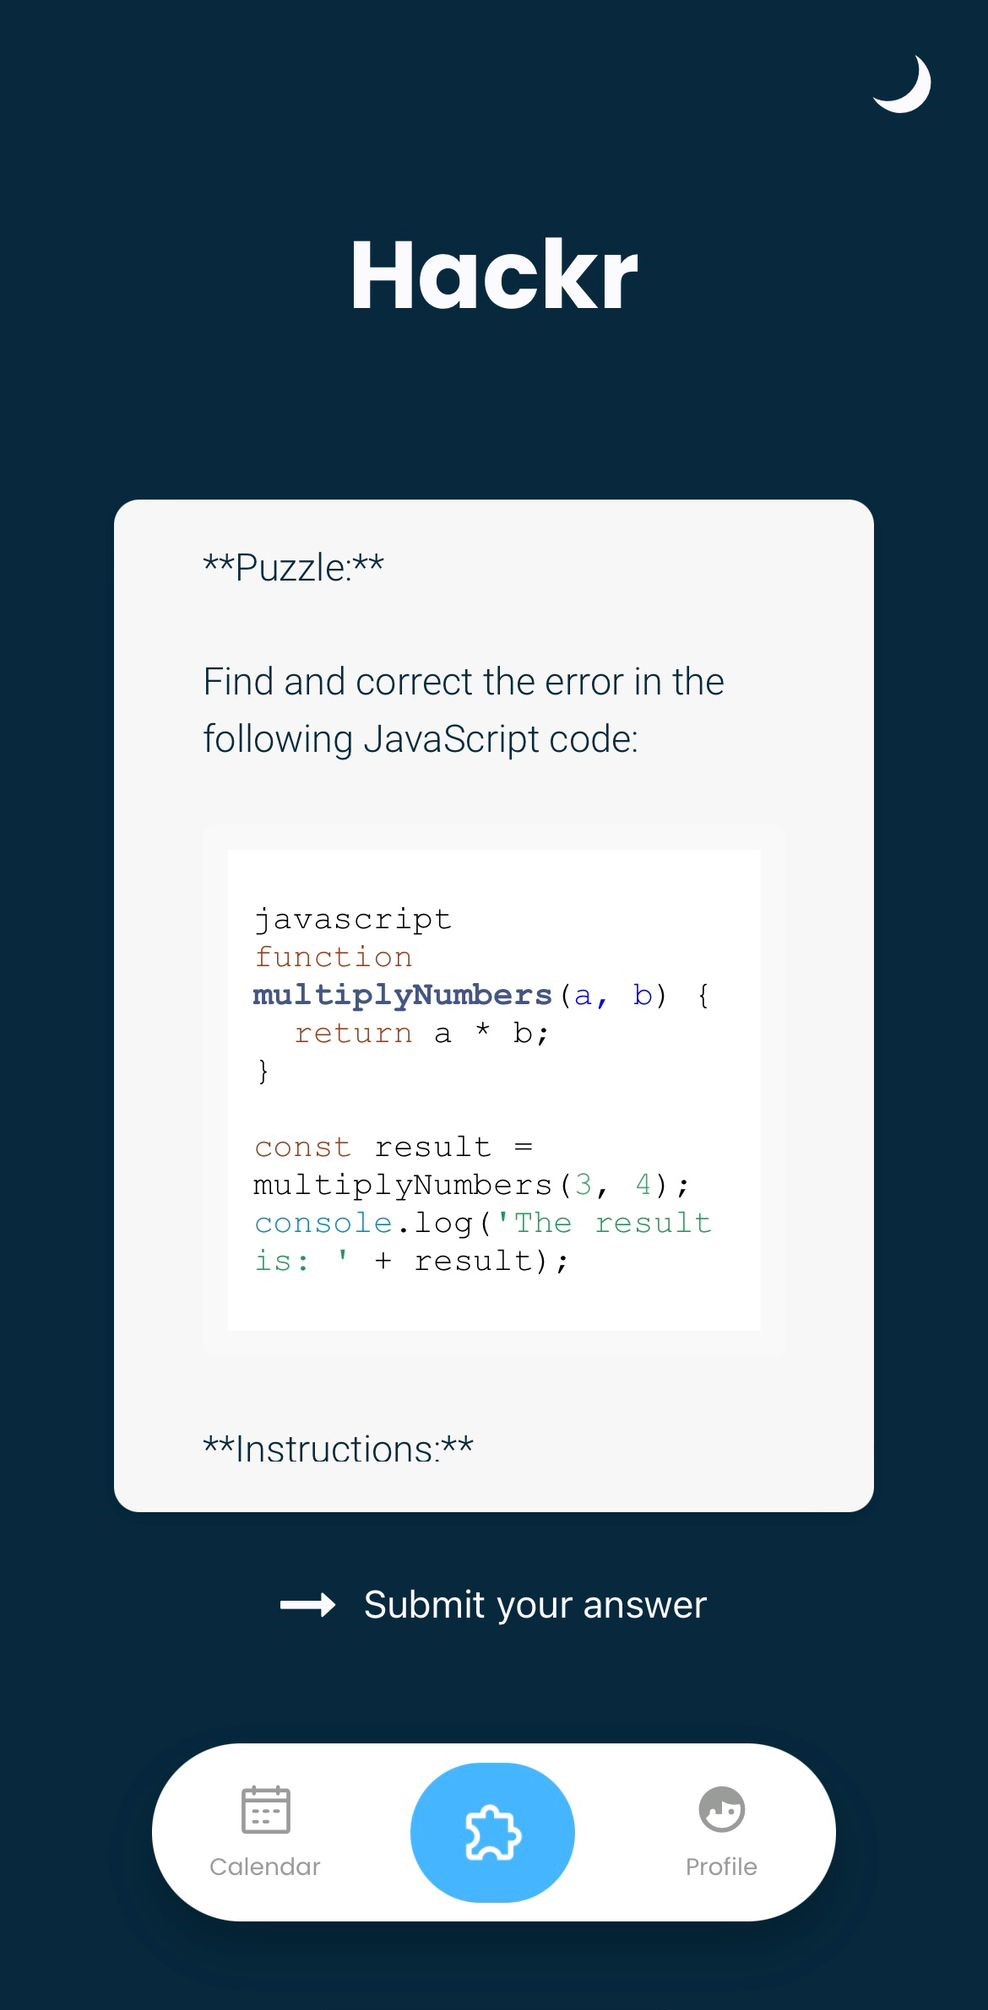 Hackr
**Puzzle:**
Find and correct the error in the
following JavaScript code:
javascript
function
multiplyNumbers(a, b) {
  return a * b;
}
const result =
multiplyNumbers(3, 4);
console.log('The result
is: ' + result);
**Instructions:**
Submit your answer
Calendar
Profile